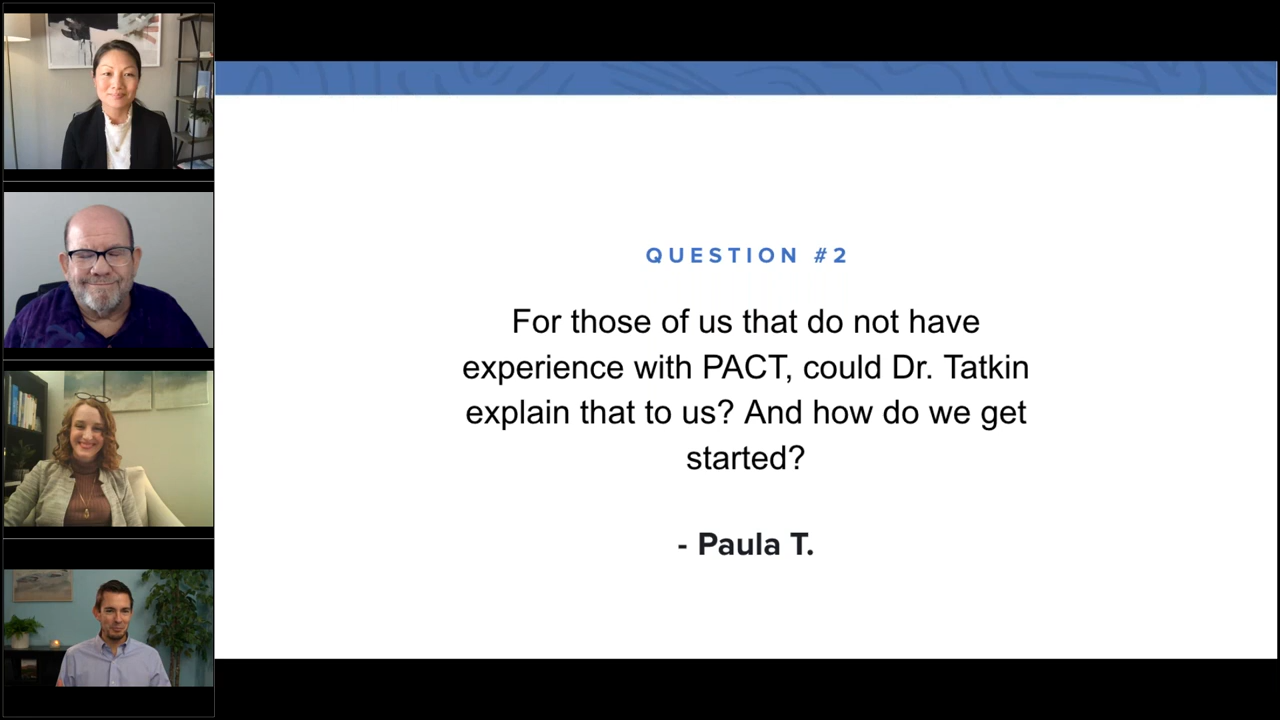 QUESTION #2
For those of us that do not have
experience with PACT, could Dr. Tatkin
explain that to us? And how do we get
started?
- Paula T.